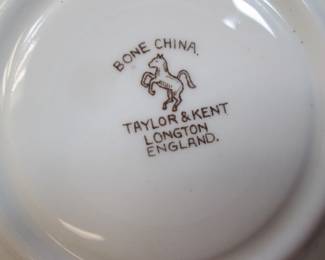 BONE CHINA.
TAYLOR & KENT
LONGTON
ENGLAND.